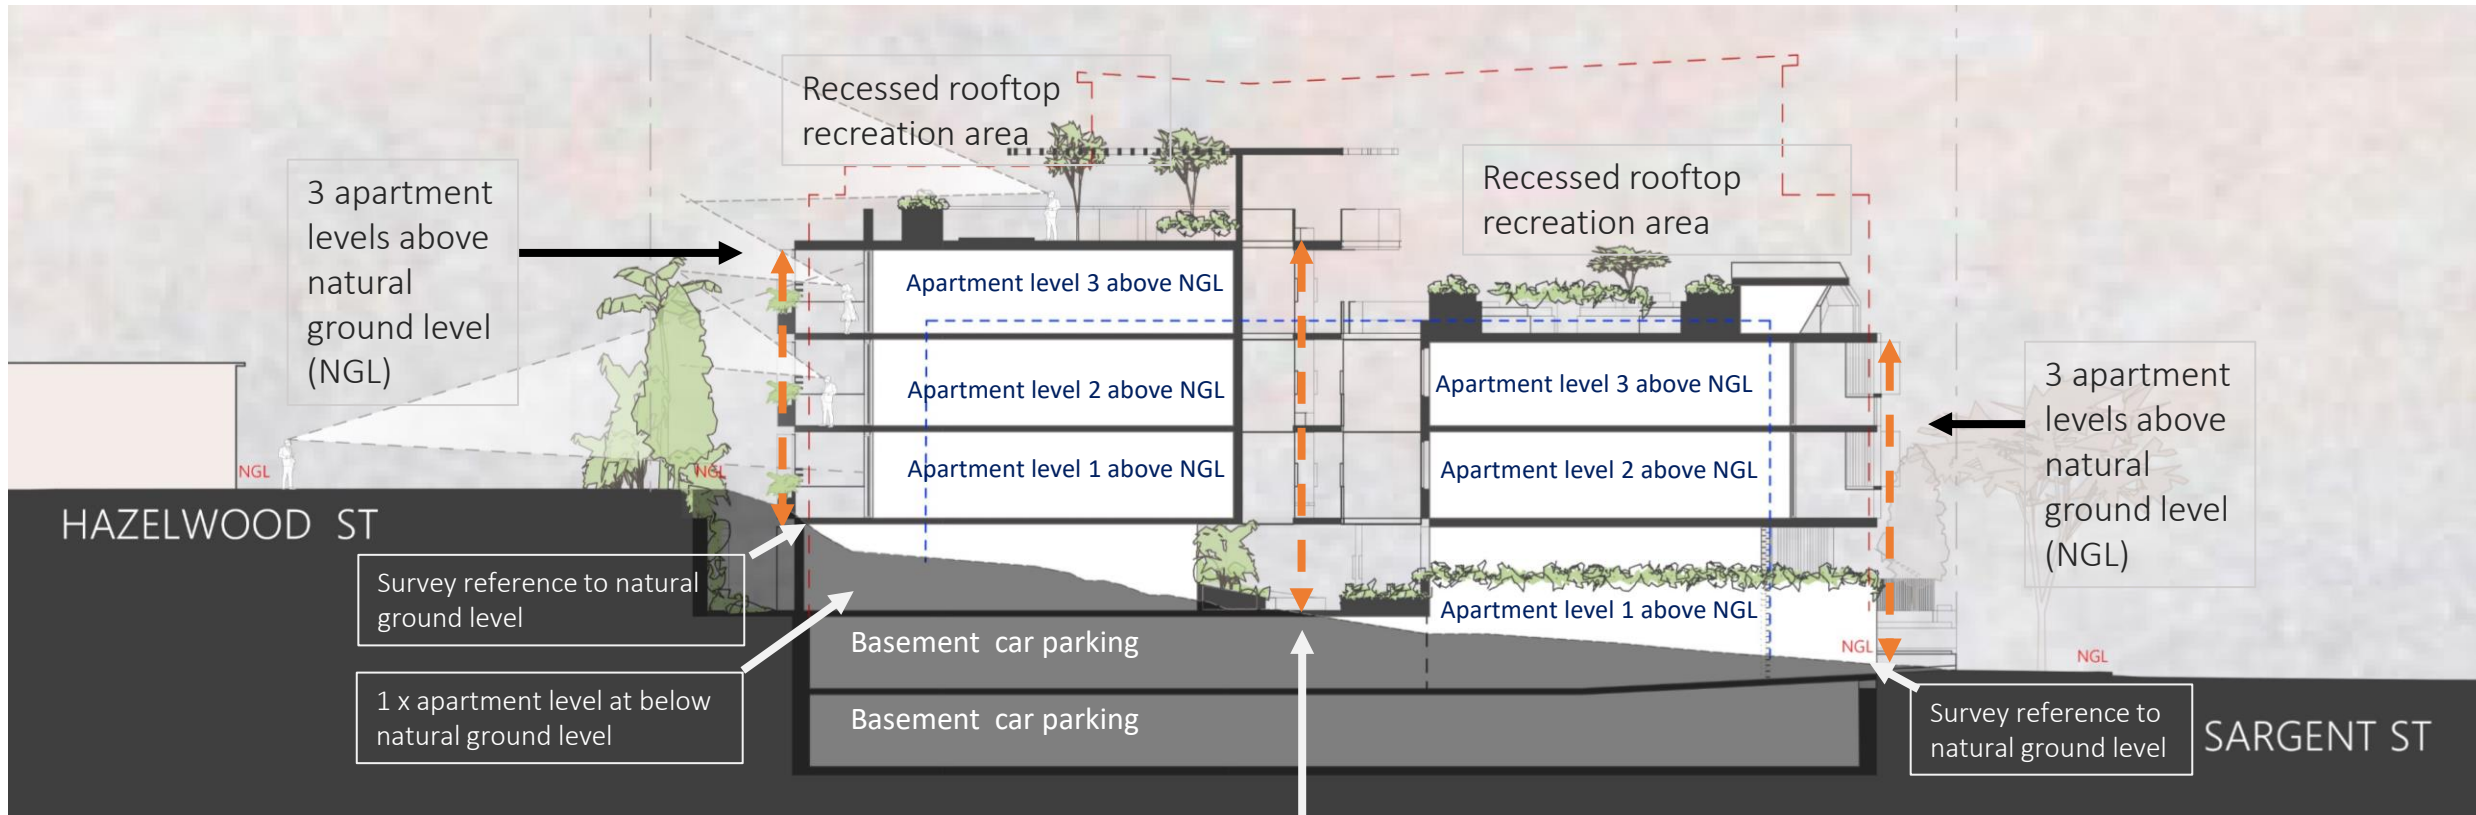 Recessed rooftop
recreation area
3 apartment
levels above
natural
ground level
(NGL)
Recessed rooftop
recreation area
Apartment level 3 above NGL
Apartment level 2 above NGL
Apartment level 1 above NGL
Apartment level 3 above NGL
Apartment level 2 above NGL
Apartment level 1 above NGL
3 apartment
levels above
natural
ground level
(NGL)
NGL
NGL
HAZELWOOD ST
Survey reference to natural
ground level
1 x apartment level at below
natural ground level
Basement car parking
Basement car parking
NGL
NGL
Survey reference to
natural ground level
SARGENT ST